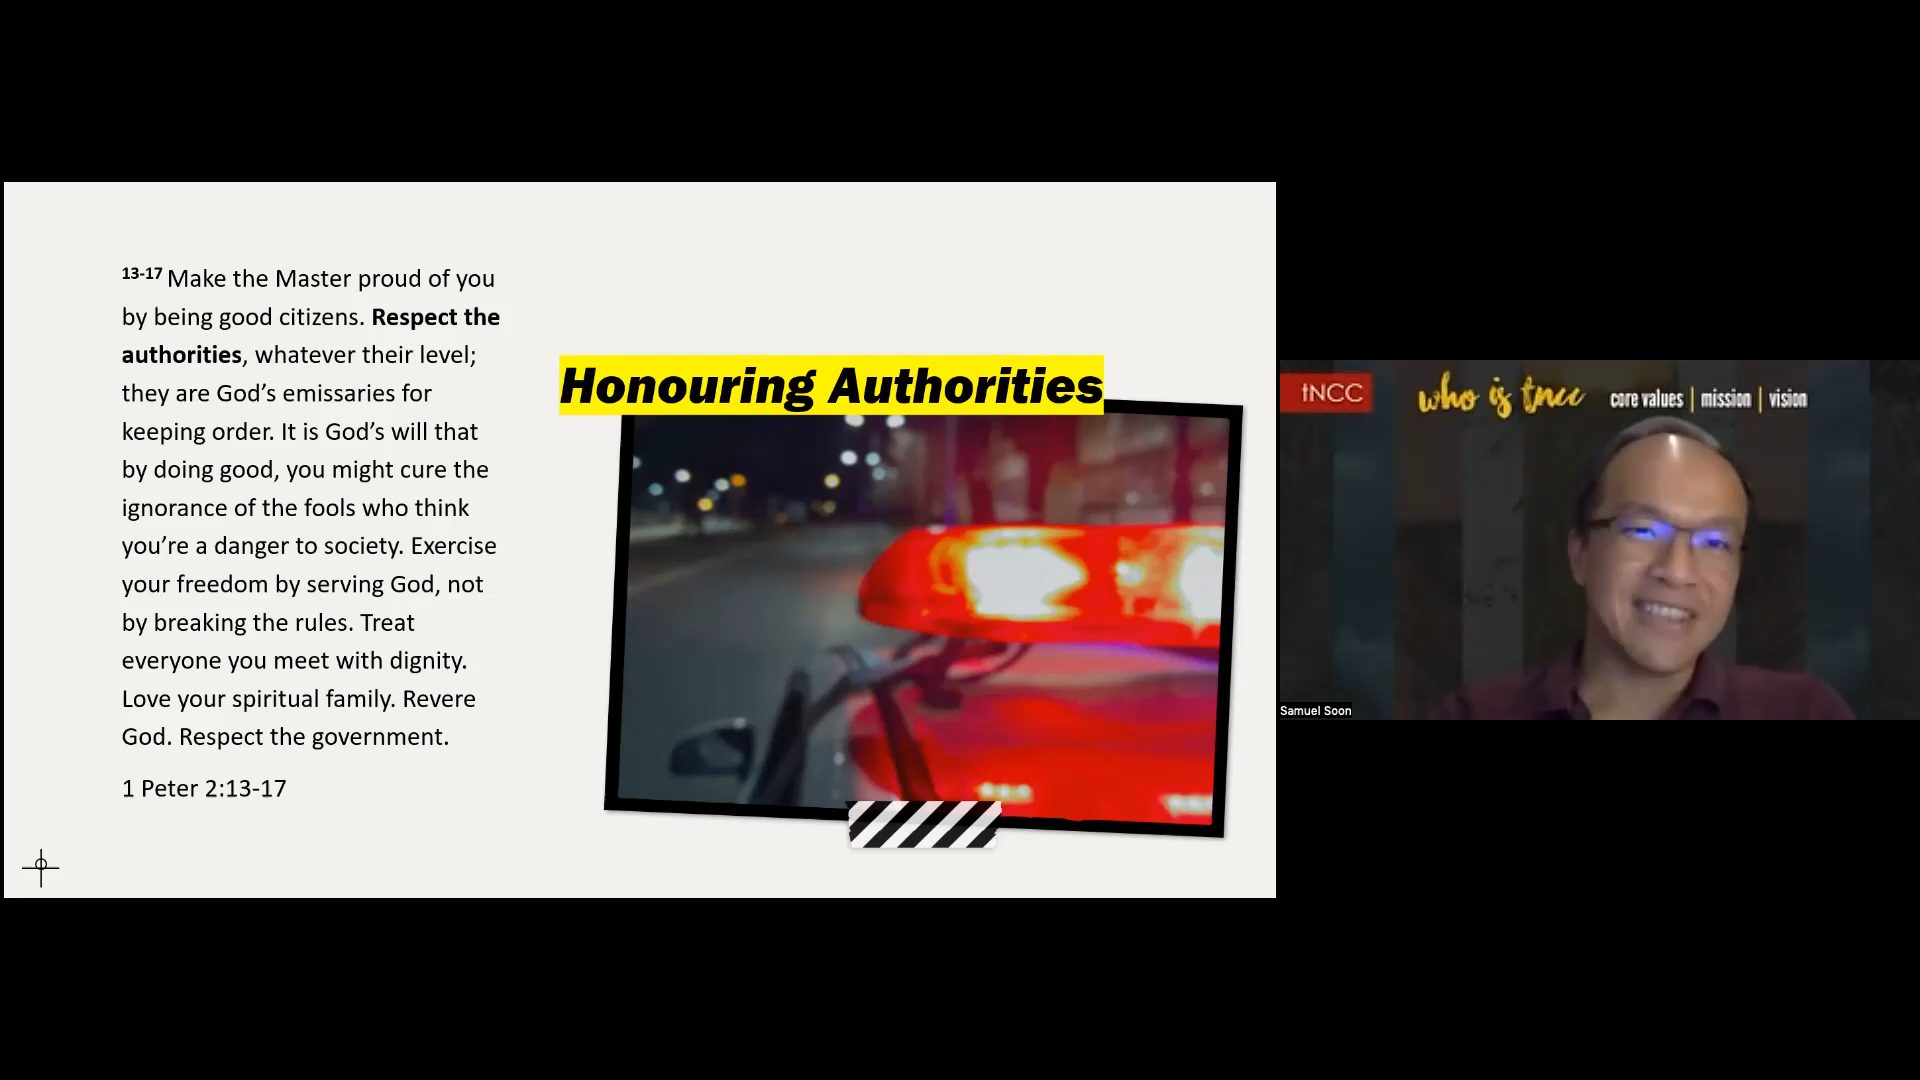 13-17 Make the Master proud of you
by being good citizens. Respect the
authorities, whatever their level;
they are God’s emissaries for
keeping order. It is God’s will that
by doing good, you might cure the
ignorance of the fools who think
you’re a danger to society. Exercise
your freedom by serving God, not
by breaking the rules. Treat
everyone you meet with dignity.
Love your spiritual family. Revere
God. Respect the government.
1 Peter 2:13-17
Honouring Authorities
tNCC
who is tncc
core values | mission | vision
Samuel Soon